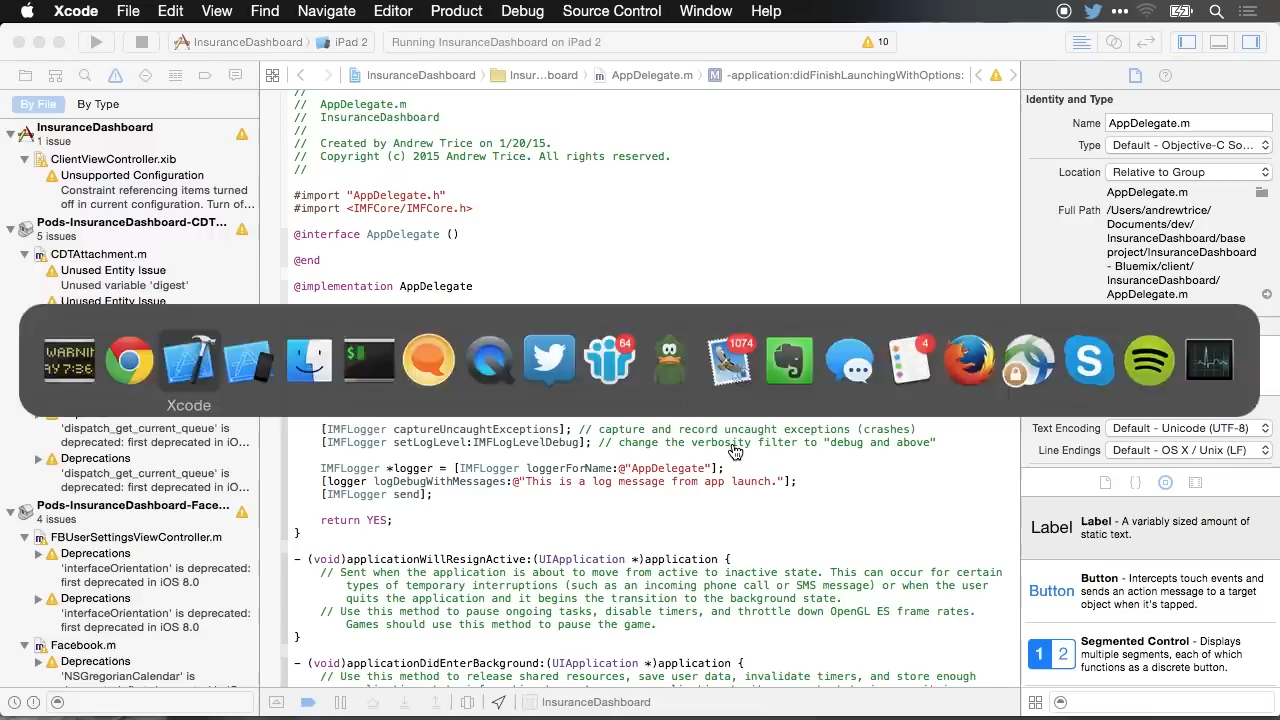 Xcode File Edit View Find Navigate Editor Product Debug Source Control Window Help
InsuranceDashboard iPad 2 Running InsuranceDashboard on iPad 2 10
InsuranceDashboard Insur...board AppDelegate.m M -application:didFinishLaunchingWithOptions:
By File By Type
InsuranceDashboard
1 issue
ClientViewController.xib
Unsupported Configuration
Constraint referencing items turned
off in current configuration. Turn of...
Pods-InsuranceDashboard-CDT...
5 issues
CDTAttachment.m
Unused Entity Issue
Unused variable 'digest'
Unused Entity Issue
'dispatch_get_current_queue' is
deprecated: first deprecated in iO...
Deprecations
'dispatch_get_current_queue' is
deprecated: first deprecated in iO...
Pods-InsuranceDashboard-Face...
4 issues
FBUserSettingsViewController.m
Deprecations
'interfaceOrientation' is deprecated:
first deprecated in iOS 8.0
Deprecations
'interfaceOrientation' is deprecated:
first deprecated in iOS 8.0
Facebook.m
Deprecations
'NSGregorianCalendar' is
//
// AppDelegate.m
// InsuranceDashboard
//
// Created by Andrew Trice on 1/20/15.
// Copyright (c) 2015 Andrew Trice. All rights reserved.
//
#import "AppDelegate.h"
#import <IMFCore/IMFCore.h>
@interface AppDelegate ()
@end
@implementation AppDelegate
WARNIN
AY 7:36
64
1074
4
Xcode
[IMFLogger captureUncaughtExceptions]; // capture and record uncaught exceptions (crashes)
[IMFLogger setLogLevel:IMFLogLevelDebug]; // change the verbosity filter to "debug and above"
IMFLogger *logger = [IMFLogger loggerForName:@"AppDelegate"];
[logger logDebugWithMessages:@"This is a log message from app launch."];
[IMFLogger send];
return YES;
}
- (void)applicationWillResignActive:(UIApplication *)application {
// Sent when the application is about to move from active to inactive state. This can occur for certain
types of temporary interruptions (such as an incoming phone call or SMS message) or when the user
quits the application and it begins the transition to the background state.
// Use this method to pause ongoing tasks, disable timers, and throttle down OpenGL ES frame rates.
Games should use this method to pause the game.
}
- (void)applicationDidEnterBackground:(UIApplication *)application {
// Use this method to release shared resources, save user data, invalidate timers, and store enough
InsuranceDashboard
Identity and Type
Name AppDelegate.m
Type Default - Objective-C So...
Location Relative to Group
AppDelegate.m
Full Path /Users/andrewtrice/
Documents/dev/
InsuranceDashboard/base
project/InsuranceDashboard
- Bluemix/client/
InsuranceDashboard/
AppDelegate.m
Text Encoding Default - Unicode (UTF-8)
Line Endings Default - OS X / Unix (LF)
Label Label - A variably sized amount of
static text.
Button Button - Intercepts touch events and
sends an action message to a target
object when it's tapped.
1 2 Segmented Control - Displays
multiple segments, each of which
functions as a discrete button.